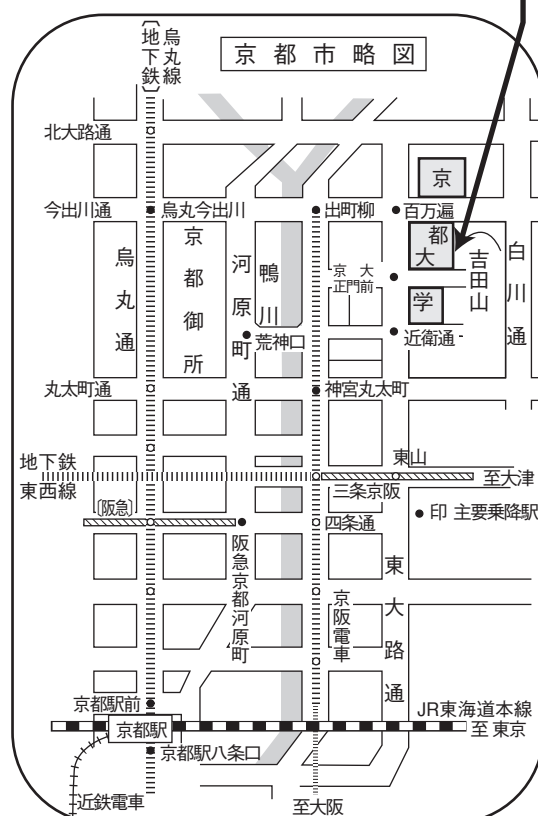 京都市略図
〔地下鉄〕
烏丸線
北大路通
今出川通
烏丸今出川
出町柳
百万遍
京
都
大
学
烏丸通
京都御所
河原町通
鴨川
荒神口
京大
正門前
吉田山
白川通
近衛通
丸太町通
神宮丸太町
地下鉄
東西線
東山
三条京阪
至大津
〔阪急〕
四条通
●印 主要乗降駅
阪急京都河原町
京阪電車
東大路通
京都駅前
京都駅
JR東海道本線
至 東京
京都駅八条口
近鉄電車
至大阪